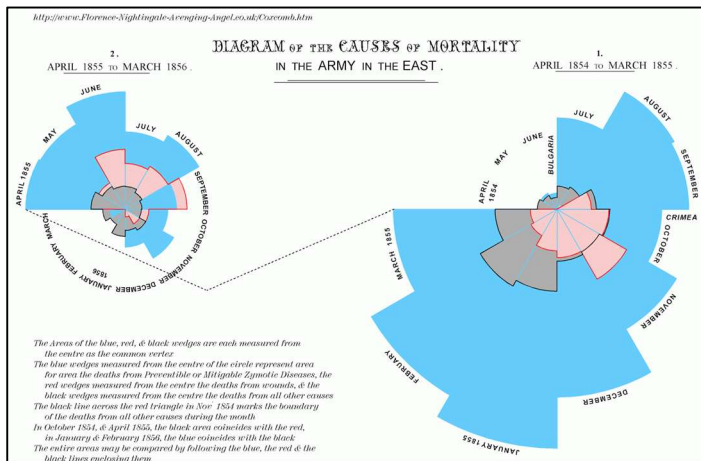 http://www.Florence-Nightingale-Avenging-Angel.co.uk/Coxcomb.htm
DIAGRAM OF THE CAUSES OF MORTALITY
IN THE ARMY IN THE EAST.
2.
APRIL 1855 TO MARCH 1856.
1.
APRIL 1854 TO MARCH 1855.
APRIL 1855
MAY
JUNE
JULY
AUGUST
SEPTEMBER
OCTOBER
NOVEMBER
DECEMBER
JANUARY
1856
FEBRUARY
MARCH
APRIL
1854
MAY
JUNE
BULGARIA
JULY
AUGUST
SEPTEMBER
CRIMEA
OCTOBER
NOVEMBER
DECEMBER
JANUARY 1855
FEBRUARY
MARCH 1855
The Areas of the blue, red, & black wedges are each measured from
the centre as the common vertex
The blue wedges measured from the centre of the circle represent area
for area the deaths from Preventible or Mitigable Zymotic Diseases, the
red wedges measured from the centre the deaths from wounds, & the
black wedges measured from the centre the deaths from all other causes
The black line across the red triangle in Nov. 1854 marks the boundary
of the deaths from all other causes during the month
In October 1854, & April 1855, the black area coincides with the red,
in January & February 1856, the blue coincides with the black
The entire areas may be compared by following the blue, the red & the
black lines enclosing them